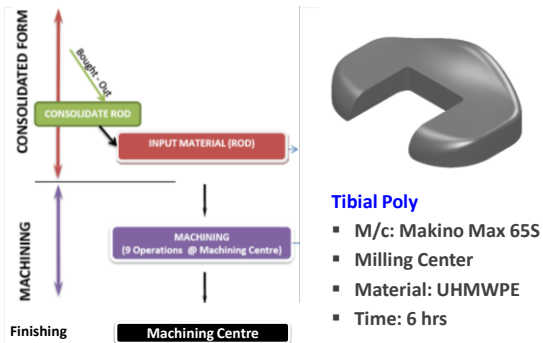 CONSOLIDATED FORM
Bought - Out
CONSOLIDATE ROD
INPUT MATERIAL (ROD)
MACHINING
MACHINING
(9 Operations @ Machining Centre)
Finishing
Machining Centre
Tibial Poly
▪ M/c: Makino Max 65S
▪ Milling Center
▪ Material: UHMWPE
▪ Time: 6 hrs